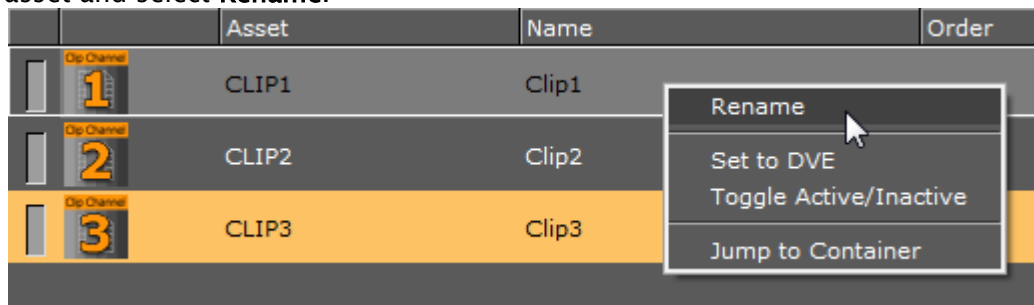 asset and select Rename.
Asset Name Order
Clip Channel
1 CLIP1 Clip1
Clip Channel
2 CLIP2 Clip2
Clip Channel
3 CLIP3 Clip3
Rename
Set to DVE
Toggle Active/Inactive
Jump to Container